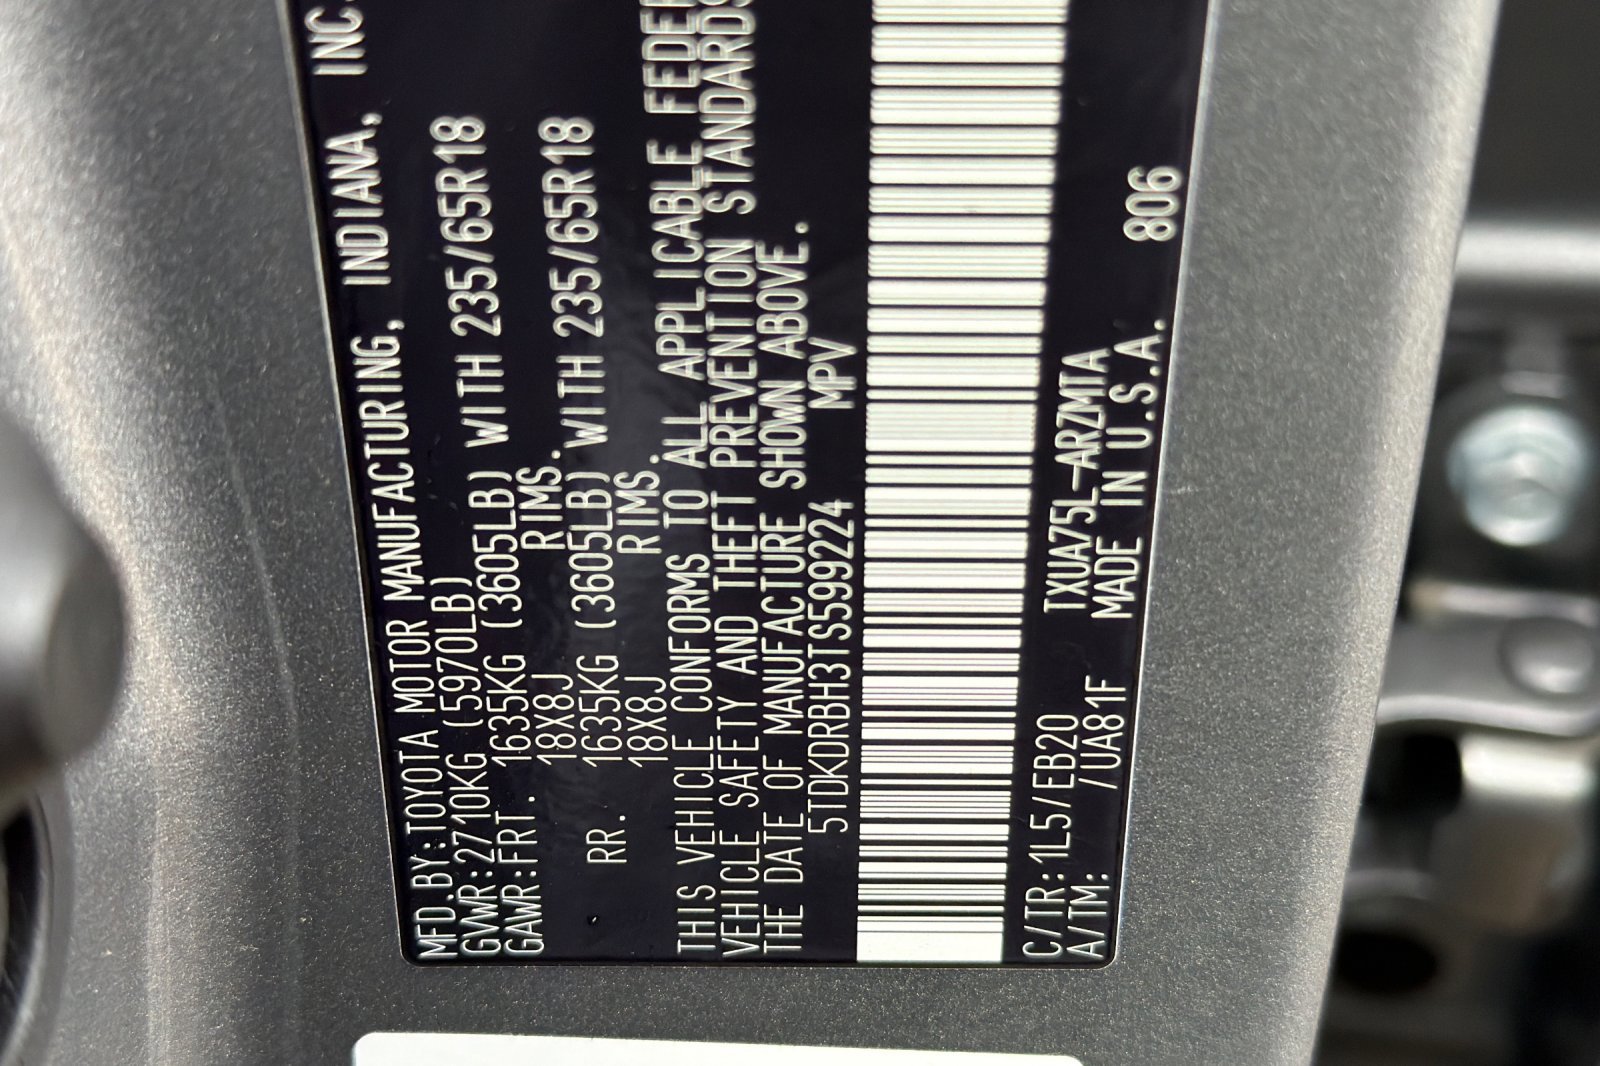 MFD.BY:TOYOTA MOTOR MANUFACTURING, INDIANA, INC.
GVWR:2710KG(5970LB)
GAWR:FRT. 1635KG (3605LB) WITH 235/65R18
18X8J RIMS.
RR. 1635KG (3605LB) WITH 235/65R18
18X8J RIMS.
THIS VEHICLE CONFORMS TO ALL APPLICABLE
VEHICLE SAFETY AND THEFT PREVENTION STANDARDS
THE DATE OF MANUFACTURE SHOWN ABOVE.
5TDKDRBH3TS599224 MPV
C/TR:1L5/EB20 TXUA75L-ARZMTA
A/TM: /UA81F MADE IN U.S.A. 806